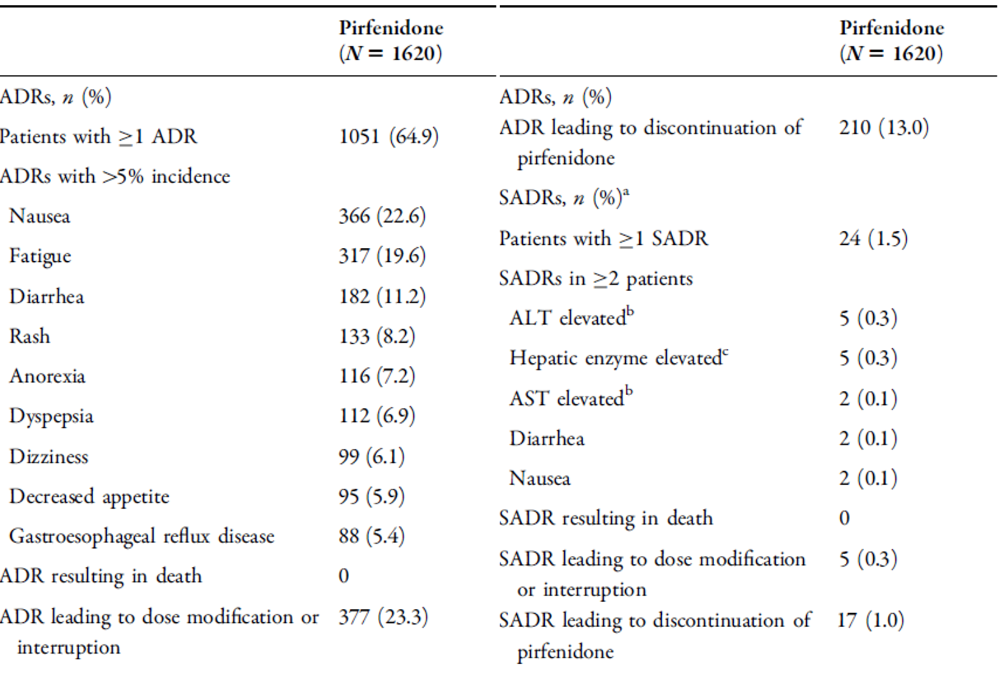 Pirfenidone
(N = 1620)
ADRs, n (%)
Patients with ≥1 ADR 1051 (64.9)
ADRs with >5% incidence
Nausea 366 (22.6)
Fatigue 317 (19.6)
Diarrhea 182 (11.2)
Rash 133 (8.2)
Anorexia 116 (7.2)
Dyspepsia 112 (6.9)
Dizziness 99 (6.1)
Decreased appetite 95 (5.9)
Gastroesophageal reflux disease 88 (5.4)
ADR resulting in death 0
ADR leading to dose modification or 377 (23.3)
interruption
Pirfenidone
(N = 1620)
ADRs, n (%)
ADR leading to discontinuation of 210 (13.0)
pirfenidone
SADRs, n (%)a
Patients with ≥1 SADR 24 (1.5)
SADRs in ≥2 patients
ALT elevatedb 5 (0.3)
Hepatic enzyme elevatedc 5 (0.3)
AST elevatedb 2 (0.1)
Diarrhea 2 (0.1)
Nausea 2 (0.1)
SADR resulting in death 0
SADR leading to dose modification 5 (0.3)
or interruption
SADR leading to discontinuation of 17 (1.0)
pirfenidone